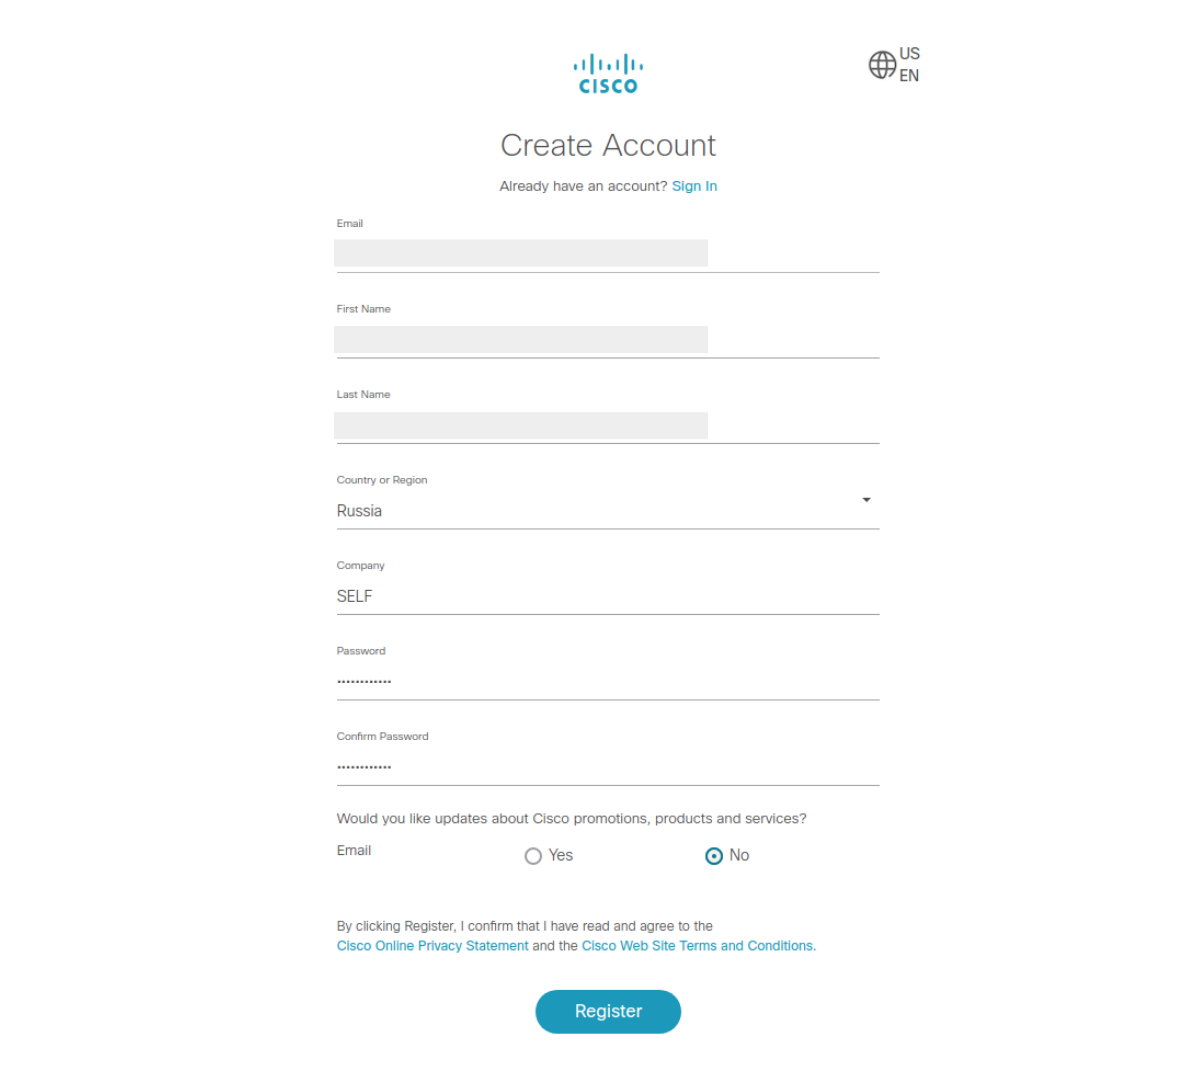 CISCO
US
EN
Create Account
Already have an account? Sign In
Email
First Name
Last Name
Country or Region
Russia
Company
SELF
Password
••••••••••••
Confirm Password
••••••••••••
Would you like updates about Cisco promotions, products and services?
Email Yes No
By clicking Register, I confirm that I have read and agree to the
Cisco Online Privacy Statement and the Cisco Web Site Terms and Conditions.
Register